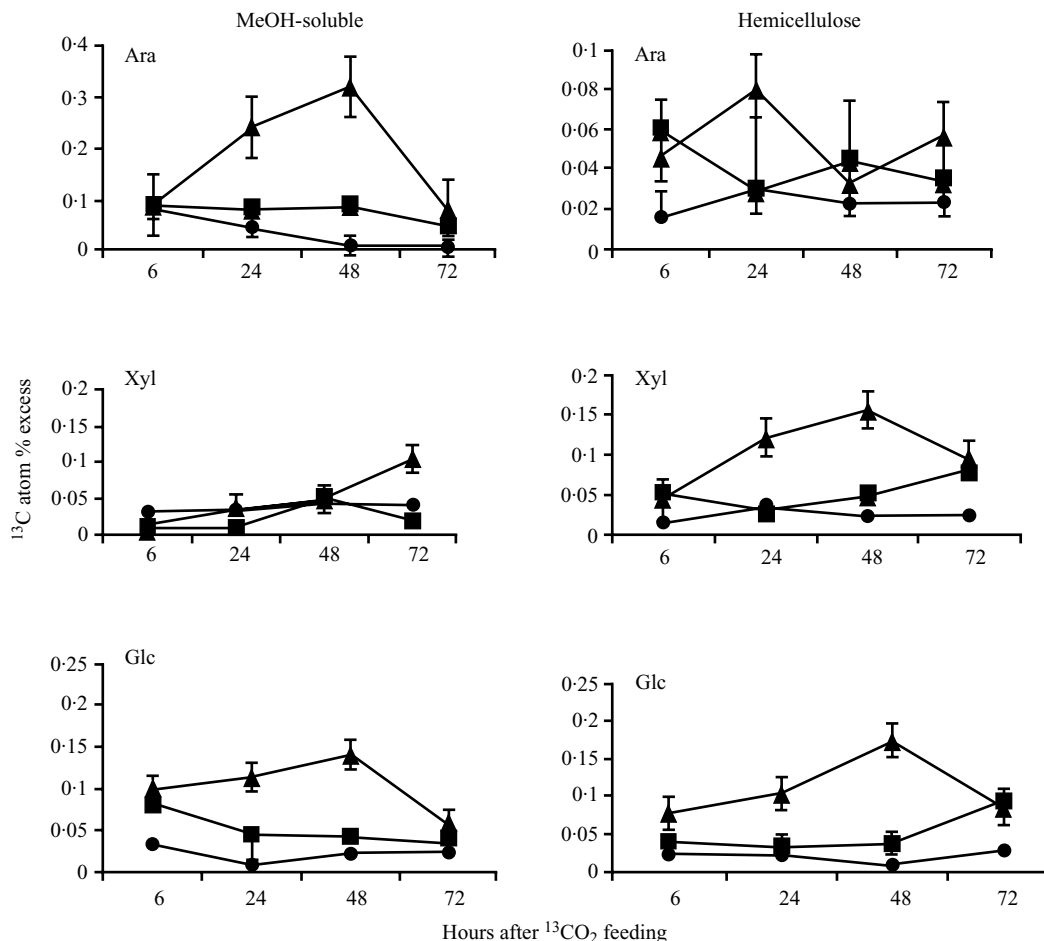 MeOH-soluble
Hemicellulose
Ara
0·4
0·3
0·2
0·1
0
6 24 48 72
Ara
0·1
0·08
0·06
0·04
0·02
0
6 24 48 72
¹³C atom % excess
Xyl
0·2
0·15
0·1
0·05
0
6 24 48 72
Xyl
0·2
0·15
0·1
0·05
0
6 24 48 72
Glc
0·25
0·2
0·15
0·1
0·05
0
6 24 48 72
Glc
0·25
0·2
0·15
0·1
0·05
0
6 24 48 72
Hours after ¹³CO₂ feeding